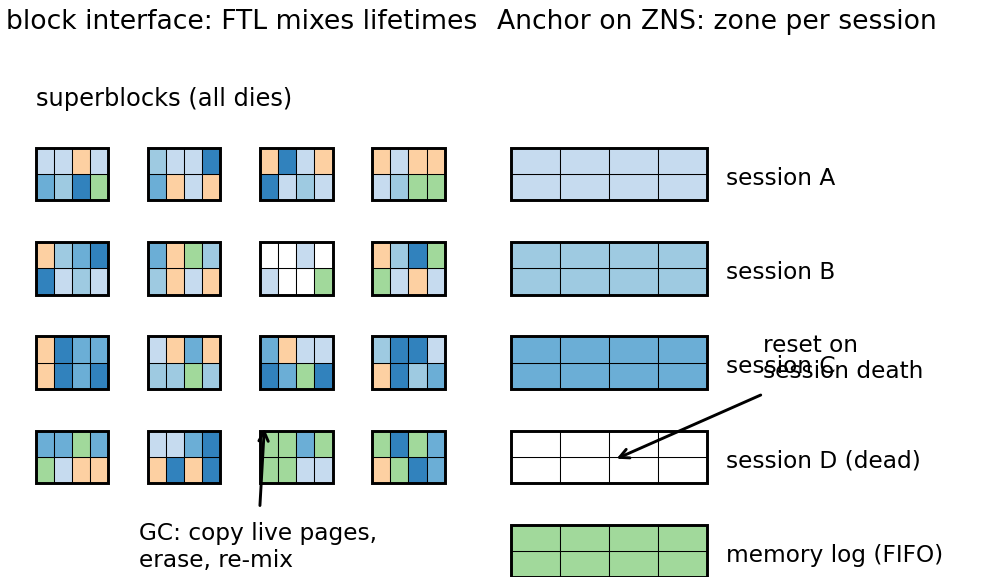 block interface: FTL mixes lifetimes
Anchor on ZNS: zone per session
superblocks (all dies)
session A
session B
session C
reset on
session death
session D (dead)
GC: copy live pages,
erase, re-mix
memory log (FIFO)